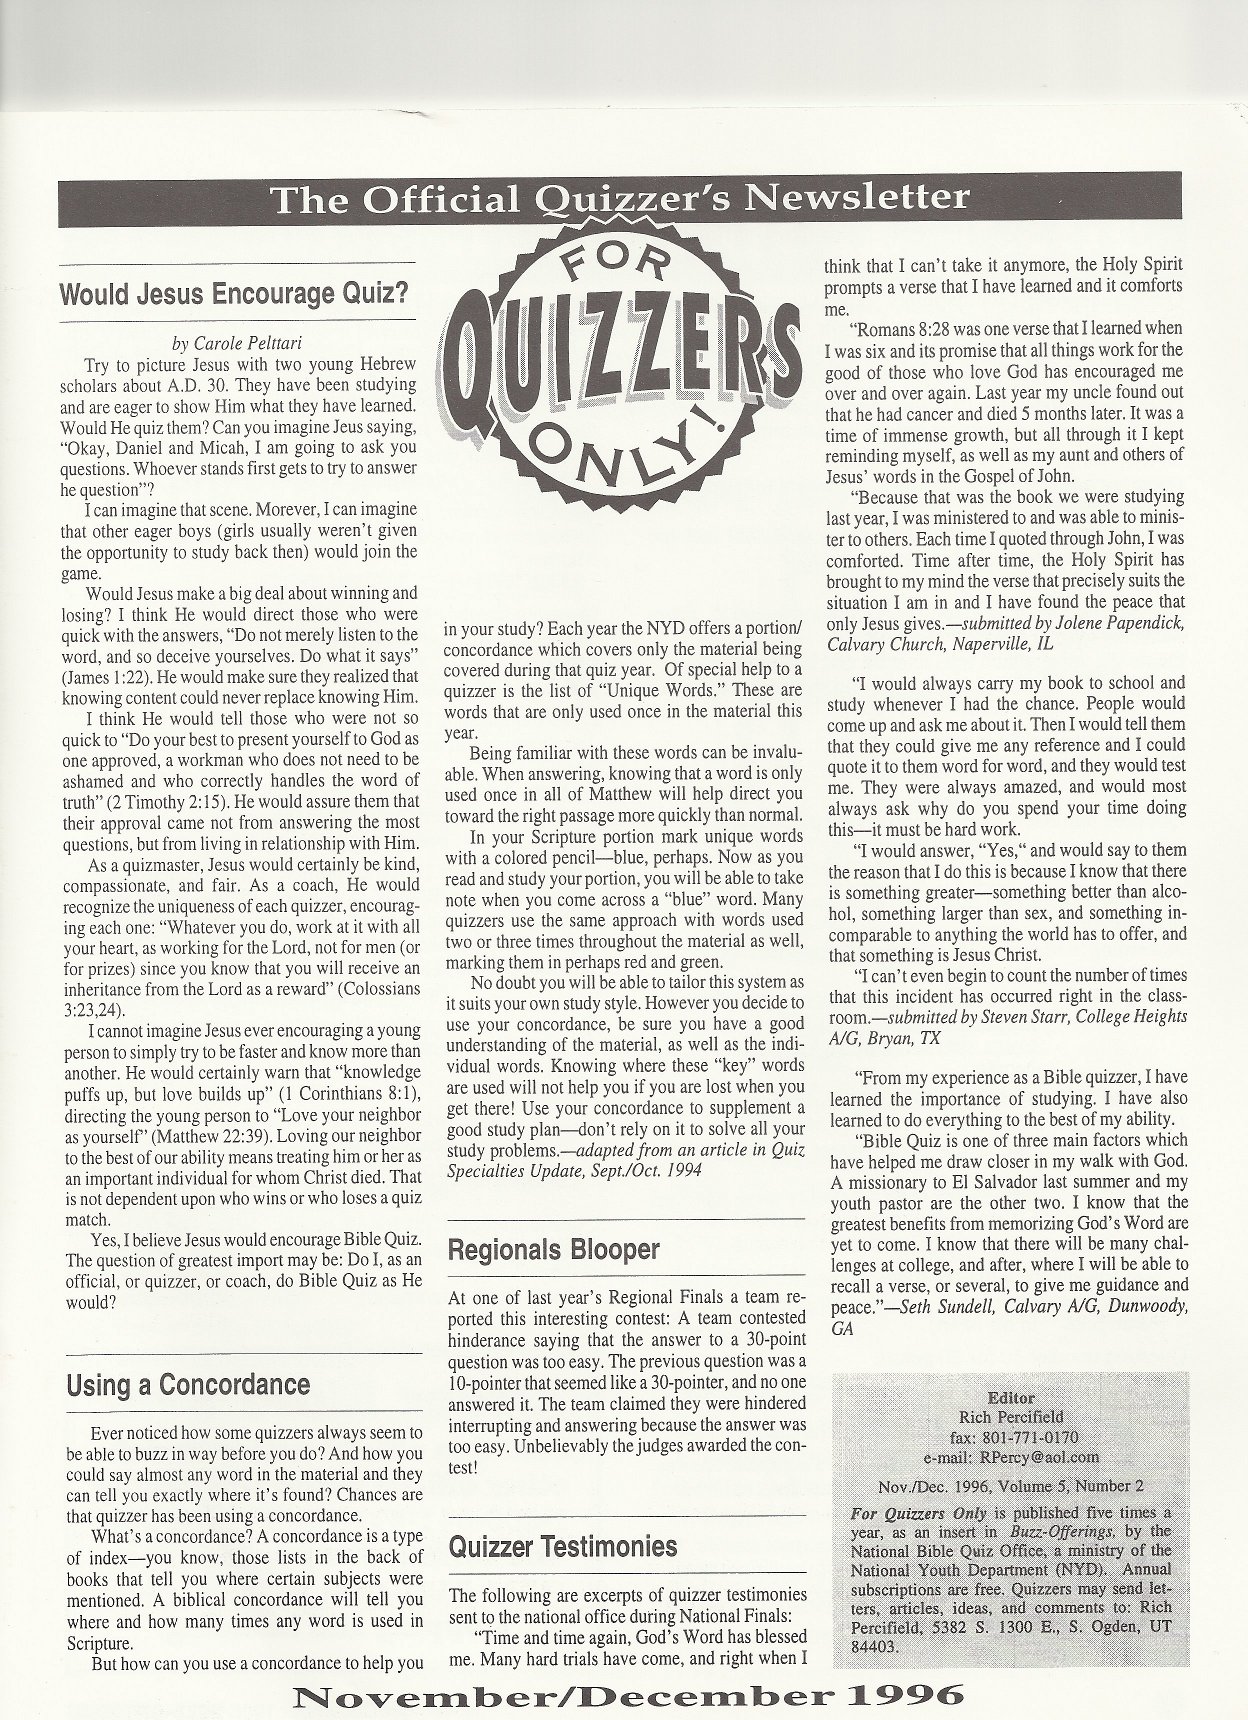 The Official Quizzer's Newsletter
FOR
QUIZZERS
ONLY!
Would Jesus Encourage Quiz?
by Carole Pelttari
Try to picture Jesus with two young Hebrew
scholars about A.D. 30. They have been studying
and are eager to show Him what they have learned.
Would He quiz them? Can you imagine Jeus saying,
“Okay, Daniel and Micah, I am going to ask you
questions. Whoever stands first gets to try to answer
he question”?
I can imagine that scene. Morever, I can imagine
that other eager boys (girls usually weren't given
the opportunity to study back then) would join the
game.
Would Jesus make a big deal about winning and
losing? I think He would direct those who were
quick with the answers, “Do not merely listen to the
word, and so deceive yourselves. Do what it says”
(James 1:22). He would make sure they realized that
knowing content could never replace knowing Him.
I think He would tell those who were not so
quick to “Do your best to present yourself to God as
one approved, a workman who does not need to be
ashamed and who correctly handles the word of
truth” (2 Timothy 2:15). He would assure them that
their approval came not from answering the most
questions, but from living in relationship with Him.
As a quizmaster, Jesus would certainly be kind,
compassionate, and fair. As a coach, He would
recognize the uniqueness of each quizzer, encourag-
ing each one: “Whatever you do, work at it with all
your heart, as working for the Lord, not for men (or
for prizes) since you know that you will receive an
inheritance from the Lord as a reward” (Colossians
3:23,24).
I cannot imagine Jesus ever encouraging a young
person to simply try to be faster and know more than
another. He would certainly warn that “knowledge
puffs up, but love builds up” (1 Corinthians 8:1),
directing the young person to “Love your neighbor
as yourself” (Matthew 22:39). Loving our neighbor
to the best of our ability means treating him or her as
an important individual for whom Christ died. That
is not dependent upon who wins or who loses a quiz
match.
Yes, I believe Jesus would encourage Bible Quiz.
The question of greatest import may be: Do I, as an
official, or quizzer, or coach, do Bible Quiz as He
would?
Using a Concordance
Ever noticed how some quizzers always seem to
be able to buzz in way before you do? And how you
could say almost any word in the material and they
can tell you exactly where it's found? Chances are
that quizzer has been using a concordance.
What's a concordance? A concordance is a type
of index—you know, those lists in the back of
books that tell you where certain subjects were
mentioned. A biblical concordance will tell you
where and how many times any word is used in
Scripture.
But how can you use a concordance to help you
in your study? Each year the NYD offers a portion/
concordance which covers only the material being
covered during that quiz year. Of special help to a
quizzer is the list of “Unique Words.” These are
words that are only used once in the material this
year.
Being familiar with these words can be invalu-
able. When answering, knowing that a word is only
used once in all of Matthew will help direct you
toward the right passage more quickly than normal.
In your Scripture portion mark unique words
with a colored pencil—blue, perhaps. Now as you
read and study your portion, you will be able to take
note when you come across a “blue” word. Many
quizzers use the same approach with words used
two or three times throughout the material as well,
marking them in perhaps red and green.
No doubt you will be able to tailor this system as
it suits your own study style. However you decide to
use your concordance, be sure you have a good
understanding of the material, as well as the indi-
vidual words. Knowing where these “key” words
are used will not help you if you are lost when you
get there! Use your concordance to supplement a
good study plan—don't rely on it to solve all your
study problems.—adapted from an article in Quiz
Specialties Update, Sept./Oct. 1994
Regionals Blooper
At one of last year's Regional Finals a team re-
ported this interesting contest: A team contested
hinderance saying that the answer to a 30-point
question was too easy. The previous question was a
10-pointer that seemed like a 30-pointer, and no one
answered it. The team claimed they were hindered
interrupting and answering because the answer was
too easy. Unbelievably the judges awarded the con-
test!
Quizzer Testimonies
The following are excerpts of quizzer testimonies
sent to the national office during National Finals:
“Time and time again, God's Word has blessed
me. Many hard trials have come, and right when I
think that I can't take it anymore, the Holy Spirit
prompts a verse that I have learned and it comforts
me.
“Romans 8:28 was one verse that I learned when
I was six and its promise that all things work for the
good of those who love God has encouraged me
over and over again. Last year my uncle found out
that he had cancer and died 5 months later. It was a
time of immense growth, but all through it I kept
reminding myself, as well as my aunt and others of
Jesus' words in the Gospel of John.
“Because that was the book we were studying
last year, I was ministered to and was able to minis-
ter to others. Each time I quoted through John, I was
comforted. Time after time, the Holy Spirit has
brought to my mind the verse that precisely suits the
situation I am in and I have found the peace that
only Jesus gives.—submitted by Jolene Papendick,
Calvary Church, Naperville, IL
“I would always carry my book to school and
study whenever I had the chance. People would
come up and ask me about it. Then I would tell them
that they could give me any reference and I could
quote it to them word for word, and they would test
me. They were always amazed, and would most
always ask why do you spend your time doing
this—it must be hard work.
“I would answer, “Yes,“ and would say to them
the reason that I do this is because I know that there
is something greater—something better than alco-
hol, something larger than sex, and something in-
comparable to anything the world has to offer, and
that something is Jesus Christ.
“I can't even begin to count the number of times
that this incident has occurred right in the class-
room.—submitted by Steven Starr, College Heights
A/G, Bryan, TX
“From my experience as a Bible quizzer, I have
learned the importance of studying. I have also
learned to do everything to the best of my ability.
“Bible Quiz is one of three main factors which
have helped me draw closer in my walk with God.
A missionary to El Salvador last summer and my
youth pastor are the other two. I know that the
greatest benefits from memorizing God's Word are
yet to come. I know that there will be many chal-
lenges at college, and after, where I will be able to
recall a verse, or several, to give me guidance and
peace.”—Seth Sundell, Calvary A/G, Dunwoody,
GA
Editor
Rich Percifield
fax: 801-771-0170
e-mail: RPercy@aol.com
Nov./Dec. 1996, Volume 5, Number 2
For Quizzers Only is published five times a
year, as an insert in Buzz-Offerings, by the
National Bible Quiz Office, a ministry of the
National Youth Department (NYD). Annual
subscriptions are free. Quizzers may send let-
ters, articles, ideas, and comments to: Rich
Percifield, 5382 S. 1300 E., S. Ogden, UT
84403.
November/December 1996